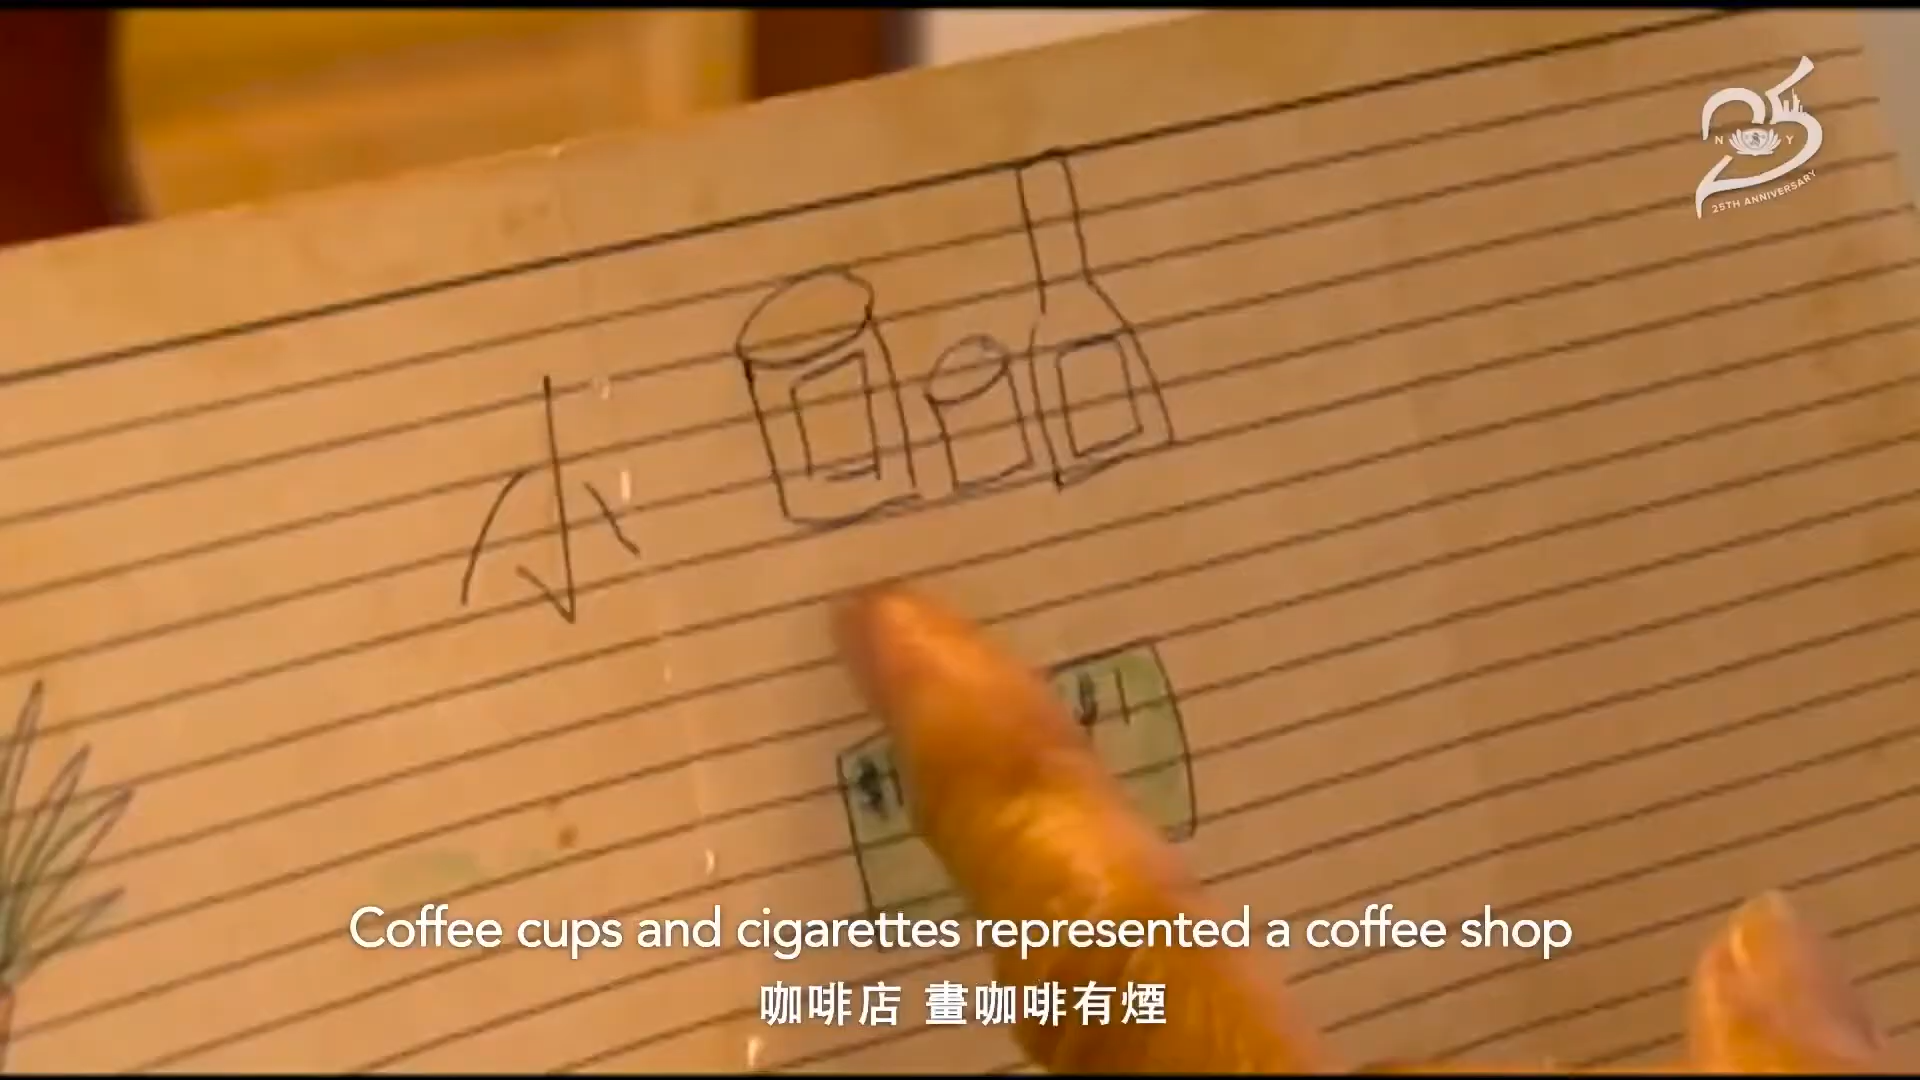 25
N Y
25TH ANNIVERSARY
小
Coffee cups and cigarettes represented a coffee shop
咖啡店 畫咖啡有煙